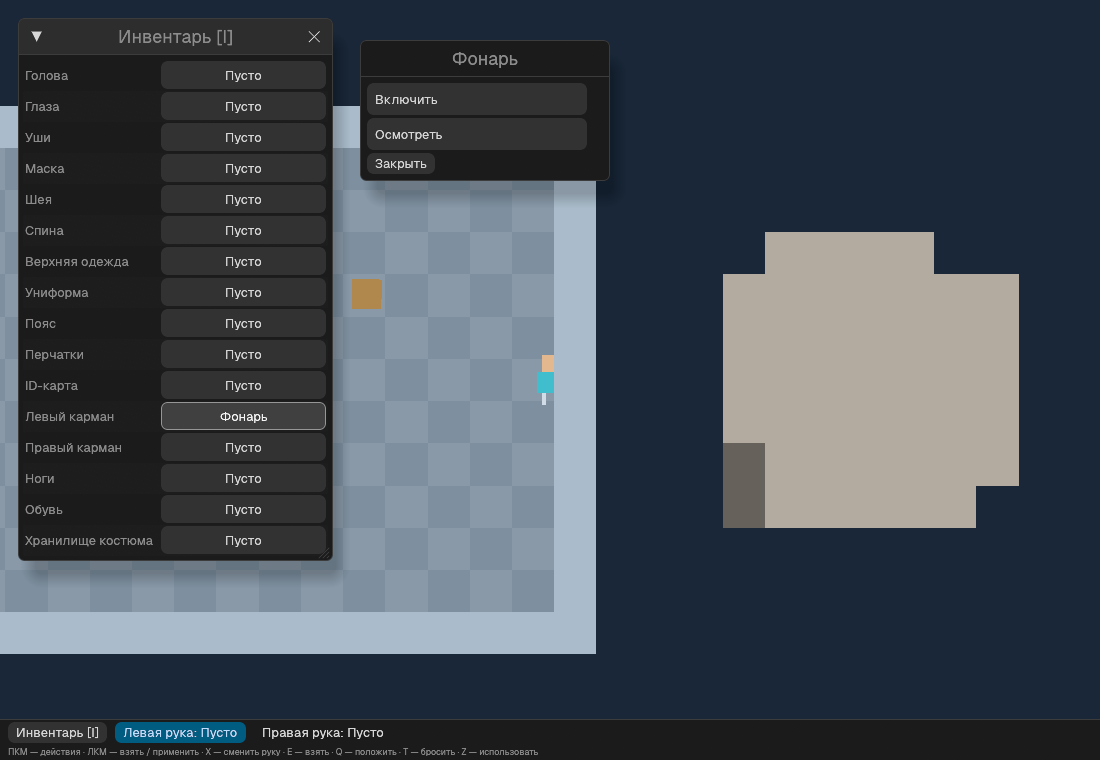 ▼ Инвентарь [I]
Голова Пусто
Глаза Пусто
Уши Пусто
Маска Пусто
Шея Пусто
Спина Пусто
Верхняя одежда Пусто
Униформа Пусто
Пояс Пусто
Перчатки Пусто
ID-карта Пусто
Левый карман Фонарь
Правый карман Пусто
Ноги Пусто
Обувь Пусто
Хранилище костюма Пусто
Фонарь
Включить
Осмотреть
Закрыть
Инвентарь [I] Левая рука: Пусто Правая рука: Пусто
ПКМ — действия · ЛКМ — взять / применить · X — сменить руку · E — взять · Q — положить · T — бросить · Z — использовать